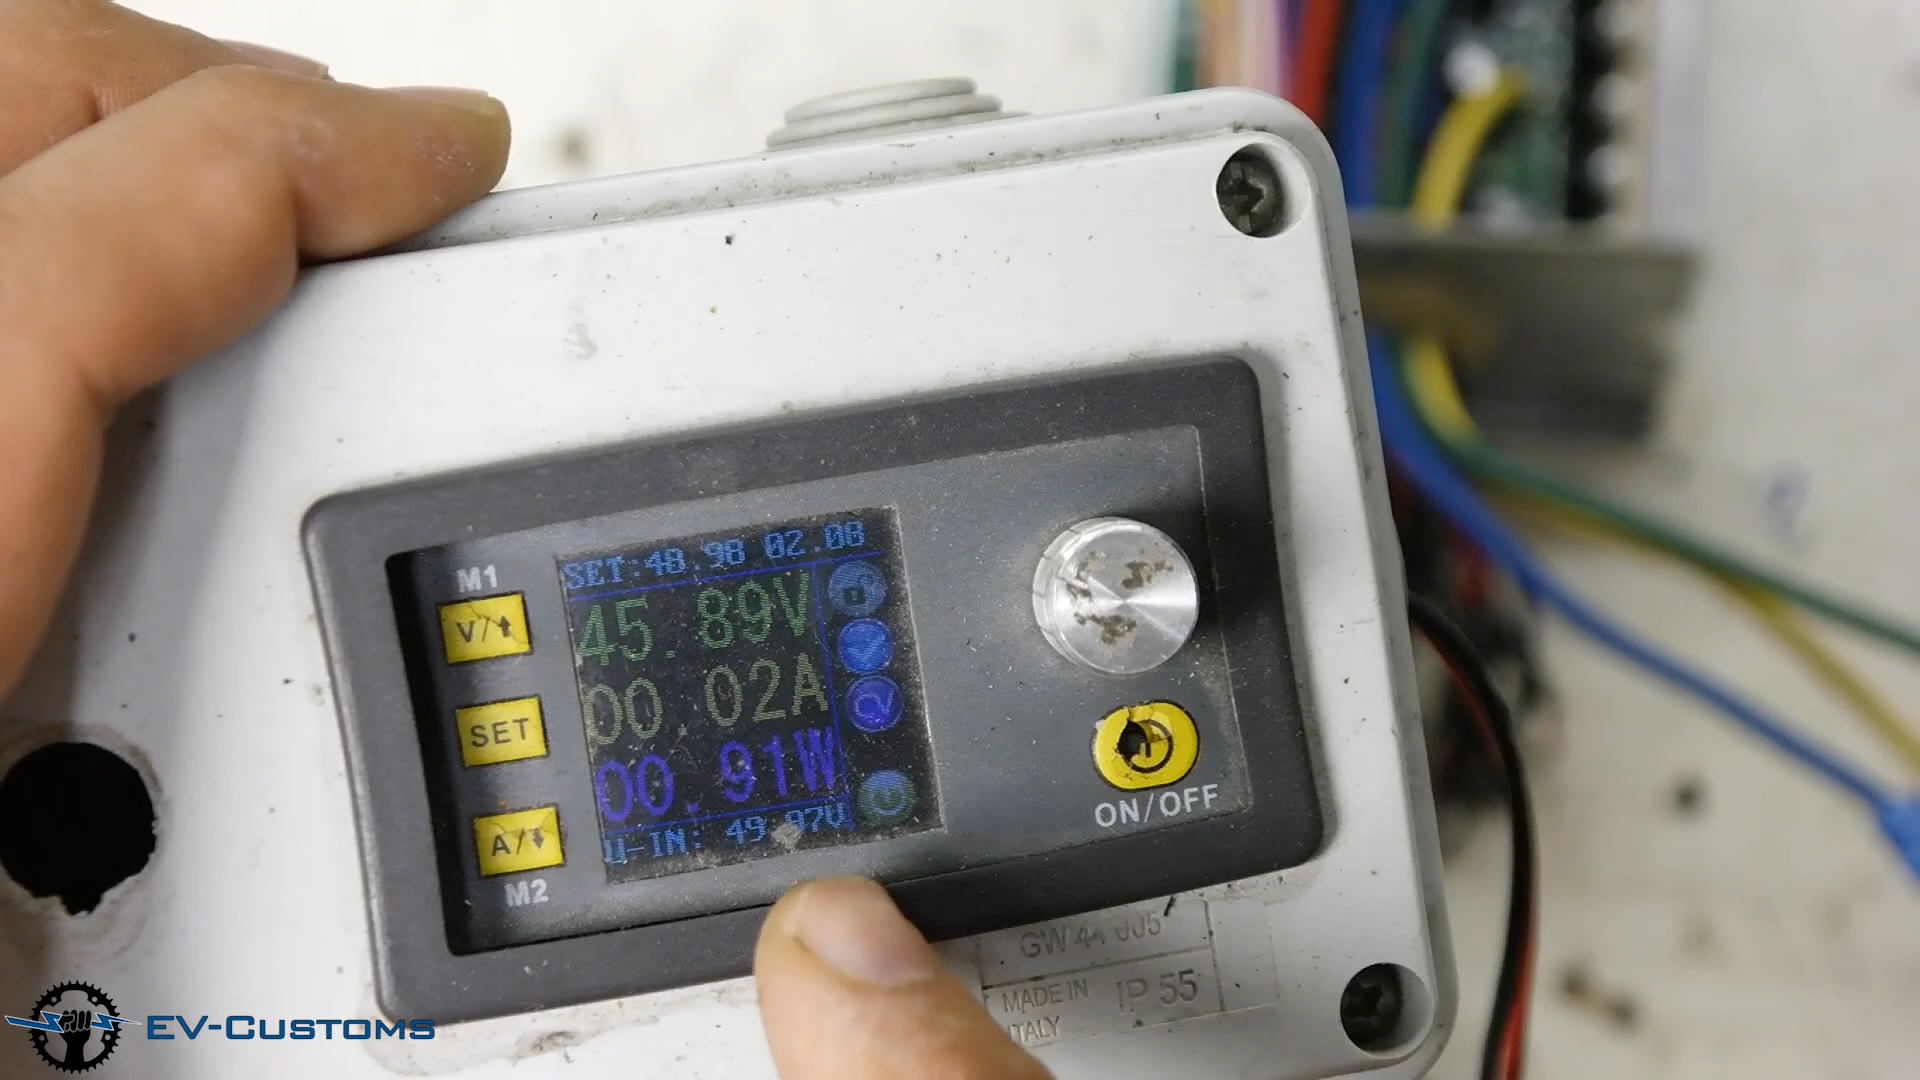 M1
V/
SET
A/
M2
SET:48.98 02.08
45.89V
00.02A
00.91W
U-IN: 49.97V
ON/OFF
GW 44 005
MADE IN
ITALY
IP 55
EV-CUSTOMS